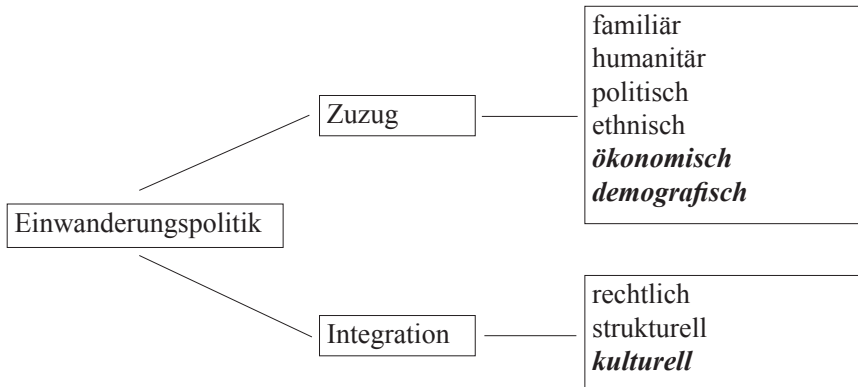 familiär
humanitär
politisch
ethnisch
ökonomisch
demografisch
Zuzug
Einwanderungspolitik
Integration
rechtlich
strukturell
kulturell